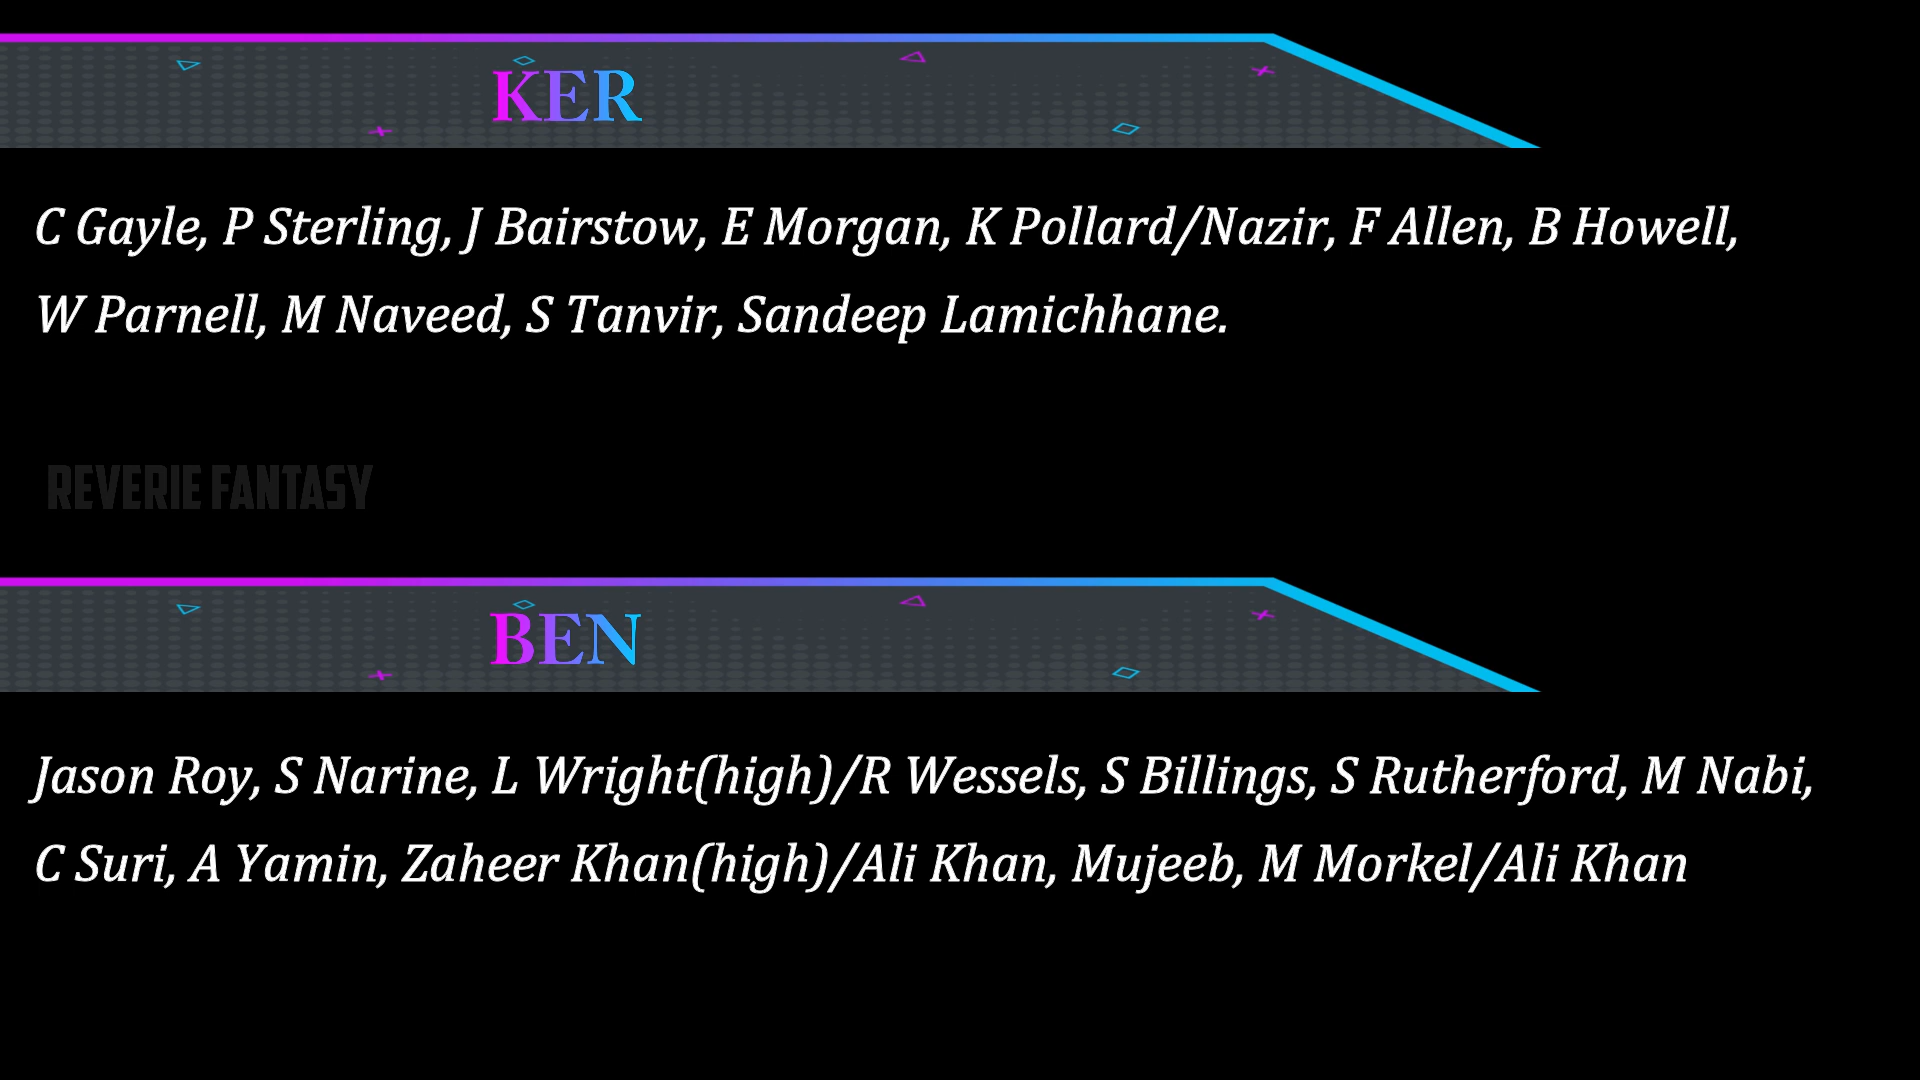 KER
C Gayle, P Sterling, J Bairstow, E Morgan, K Pollard/Nazir, F Allen, B Howell,
W Parnell, M Naveed, S Tanvir, Sandeep Lamichhane.
REVERIE FANTASY
BEN
Jason Roy, S Narine, L Wright(high)/R Wessels, S Billings, S Rutherford, M Nabi,
C Suri, A Yamin, Zaheer Khan(high)/Ali Khan, Mujeeb, M Morkel/Ali Khan